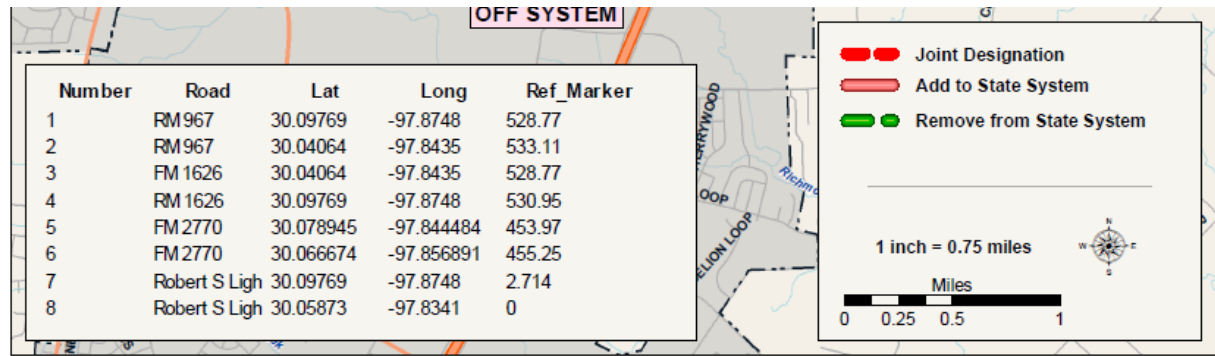 OFF SYSTEM
Number Road Lat Long Ref_Marker
1 RM 967 30.09769 -97.8748 528.77
2 RM 967 30.04064 -97.8435 533.11
3 FM 1626 30.04064 -97.8435 528.77
4 RM 1626 30.09769 -97.8748 530.95
5 FM 2770 30.078945 -97.844484 453.97
6 FM 2770 30.066674 -97.856891 455.25
7 Robert S Ligh 30.09769 -97.8748 2.714
8 Robert S Ligh 30.05873 -97.8341 0
OOP
ELION LOOP
Joint Designation
Add to State System
Remove from State System
1 inch = 0.75 miles
N
W E
S
Miles
0 0.25 0.5 1